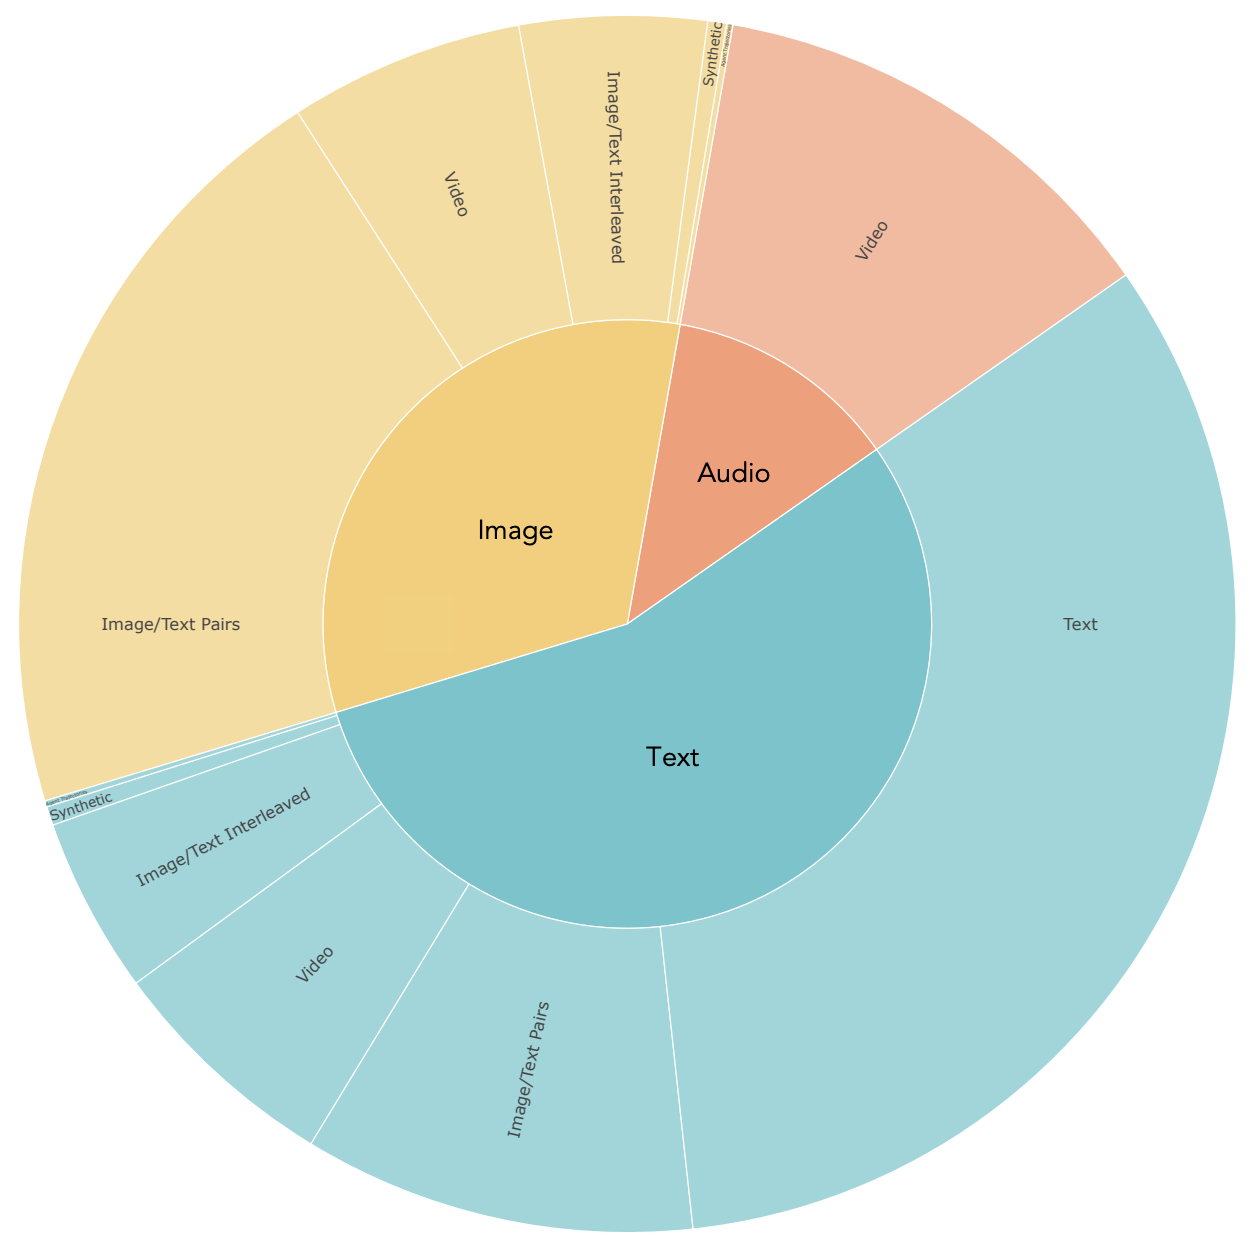 Synthetic
Image/Text Interleaved
Video
Video
Audio
Image
Image/Text Pairs
Text
Text
Synthetic
Image/Text Interleaved
Video
Image/Text Pairs